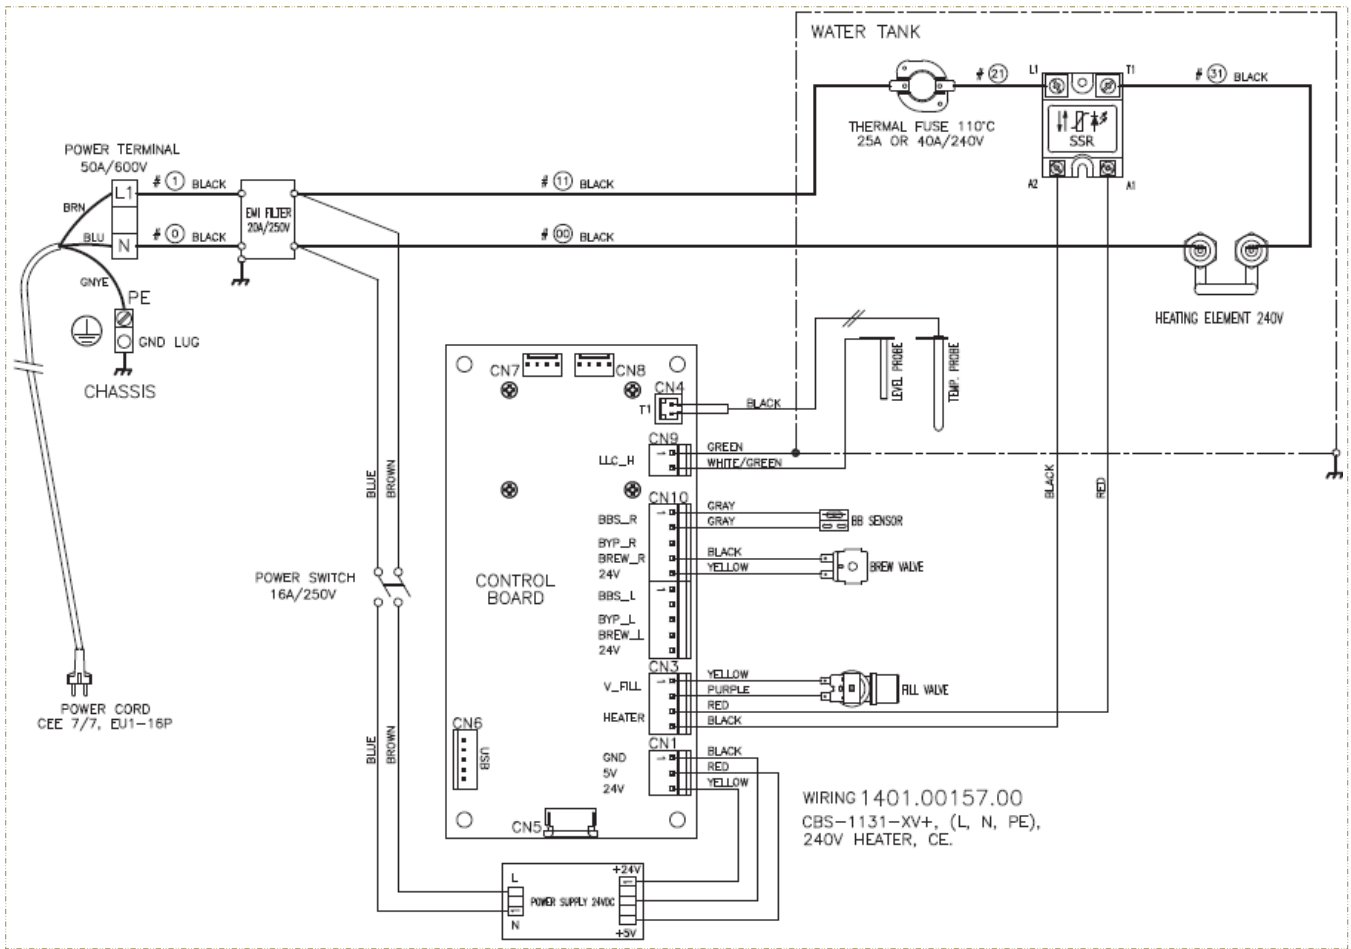 WATER TANK
# 21
L1
T1
# 31 BLACK
THERMAL FUSE 110°C
25A OR 40A/240V
SSR
A2
A1
POWER TERMINAL
50A/600V
L1
# 1 BLACK
BRN
EMI FILTER
20A/250V
# 11 BLACK
BLU
N
# 0 BLACK
# 00 BLACK
GNYE
PE
GND LUG
CHASSIS
HEATING ELEMENT 240V
CN7
CN8
CN4
T1
BLACK
LEVEL PROBE
TEMP. PROBE
CN9
GREEN
LLC_H
WHITE/GREEN
BLUE
BROWN
BLACK
RED
CN10
GRAY
BBS_R
GRAY
BB SENSOR
BYP_R
BREW_R
BLACK
24V
YELLOW
BREW VALVE
POWER SWITCH
16A/250V
CONTROL
BOARD
BBS_L
BYP_L
BREW_L
24V
CN3
YELLOW
V_FILL
PURPLE
FILL VALVE
RED
HEATER
BLACK
POWER CORD
CEE 7/7, EU1-16P
BLUE
BROWN
CN6
USB
CN1
BLACK
GND
RED
5V
YELLOW
24V
CN5
WIRING 1401.00157.00
CBS-1131-XV+, (L, N, PE),
240V HEATER, CE.
L
+24V
POWER SUPPLY 24VDC
N
+5V